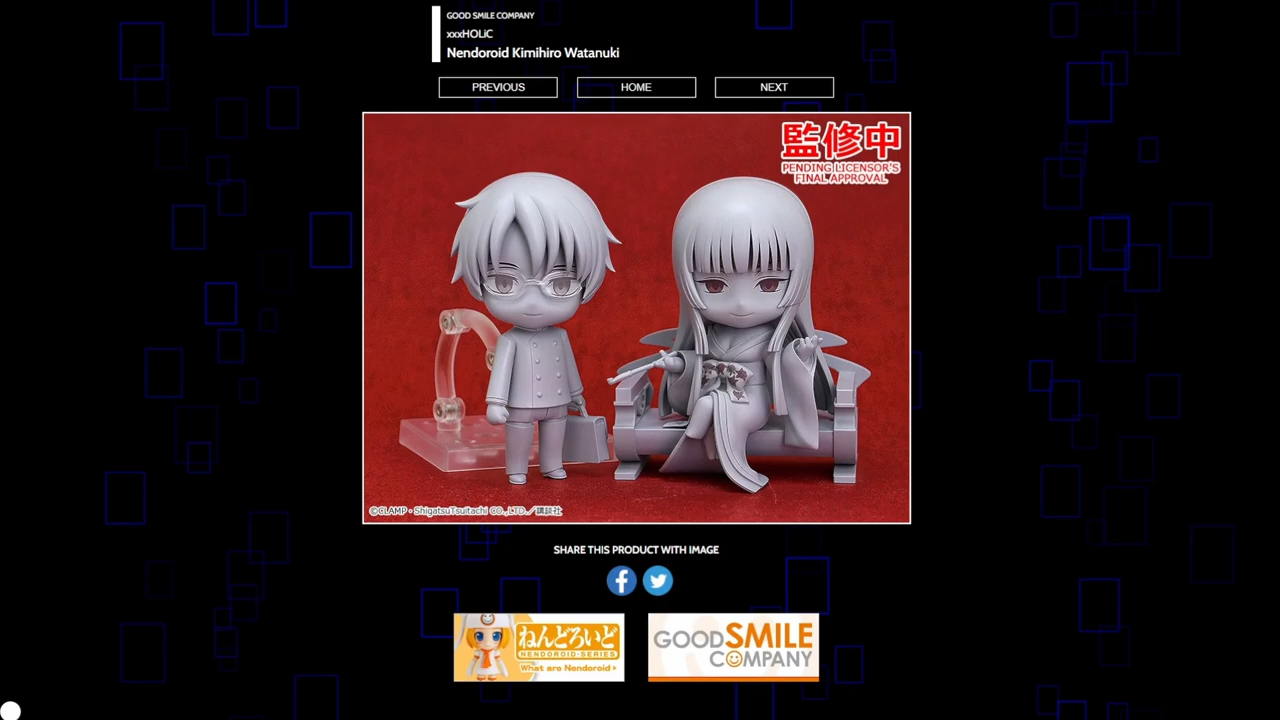 GOOD SMILE COMPANY
xxxHOLiC
Nendoroid Kimihiro Watanuki
PREVIOUS
HOME
NEXT
監修中
PENDING LICENSOR'S
FINAL APPROVAL
©CLAMP・ShigatsuTsuitachi CO.,LTD.／講談社
SHARE THIS PRODUCT WITH IMAGE
ねんどろいど
NENDOROID-SERIES
What are Nendoroid
GOOD SMILE
COMPANY